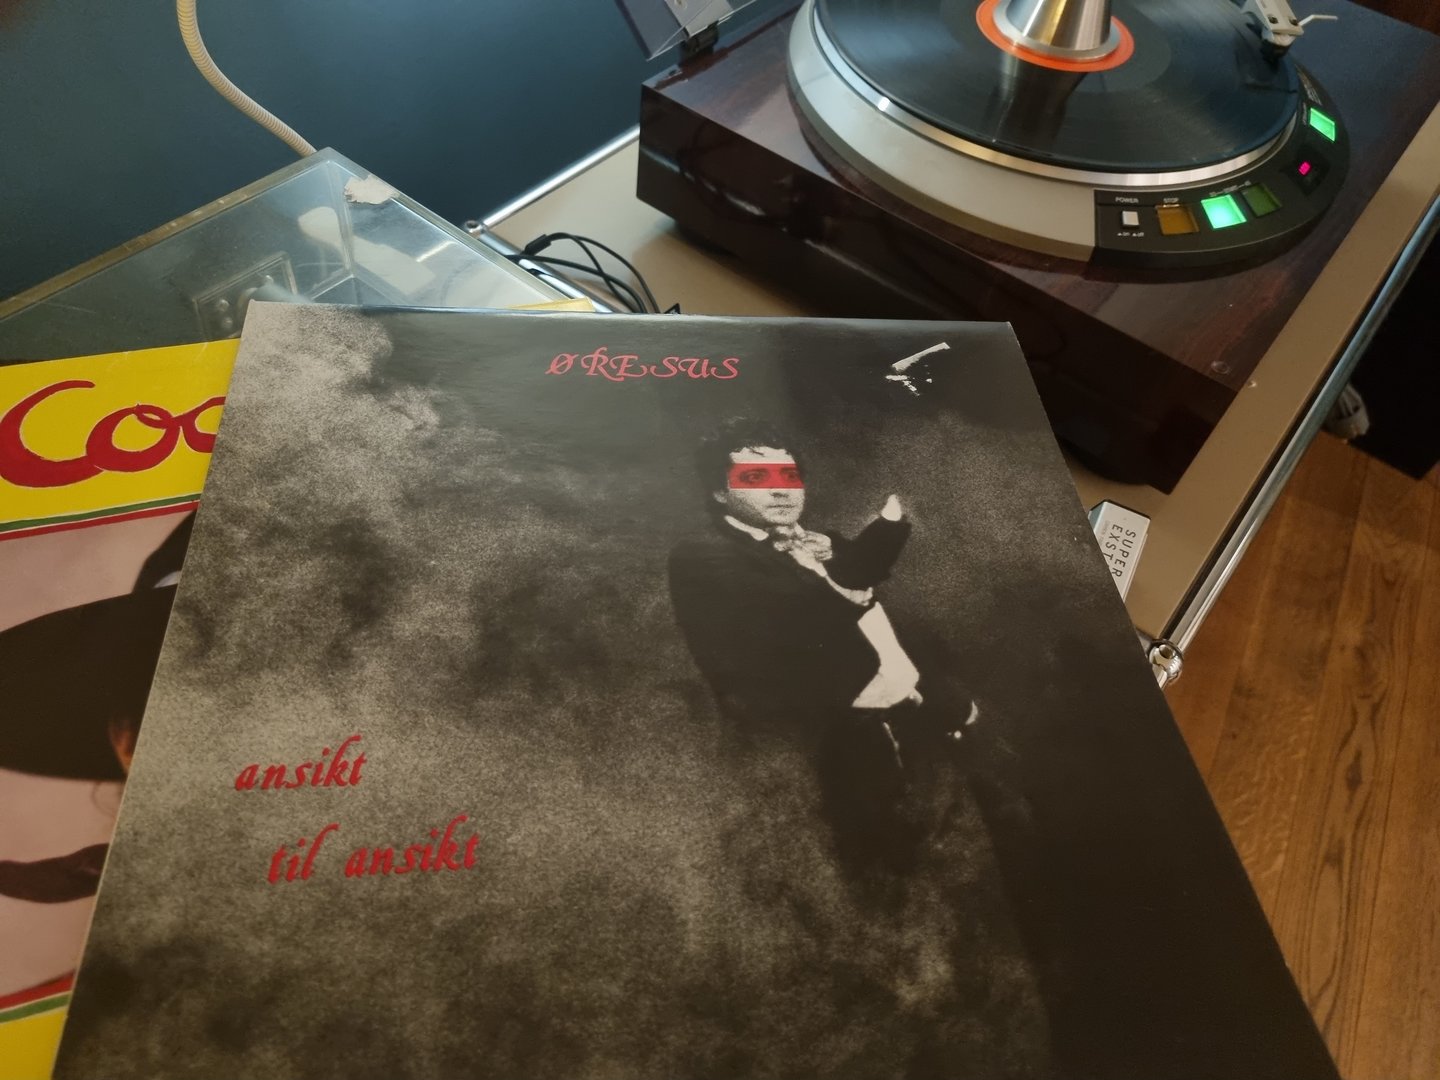 POWER
STOP
ØRESUS
Coo
SUPER
EXST
ansikt
til ansikt